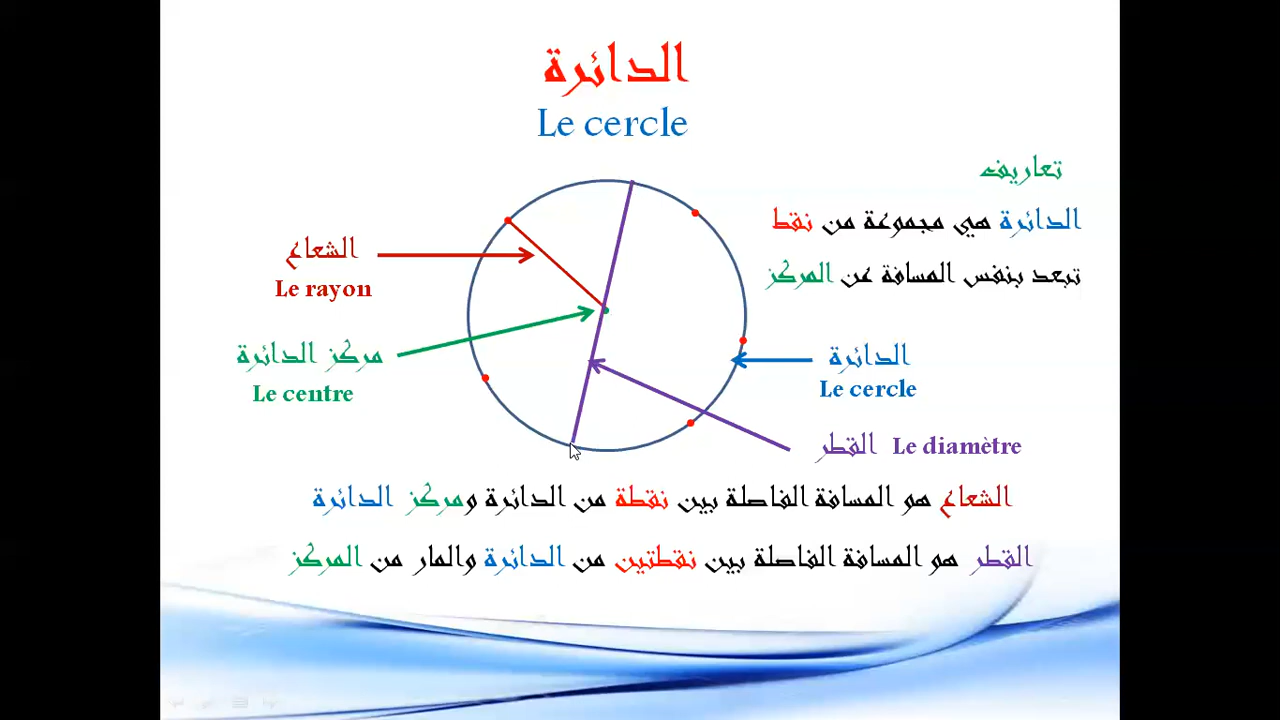 الدائرة
Le cercle
تعاريف
الدائرة هي مجموعة من نقط
تبعد بنفس المسافة عن المركز
الشعاع
Le rayon
مركز الدائرة
Le centre
الدائرة
Le cercle
القطر Le diamètre
الشعاع هو المسافة الفاصلة بين نقطة من الدائرة ومركز الدائرة
القطر هو المسافة الفاصلة بين نقطتين من الدائرة والمار من المركز